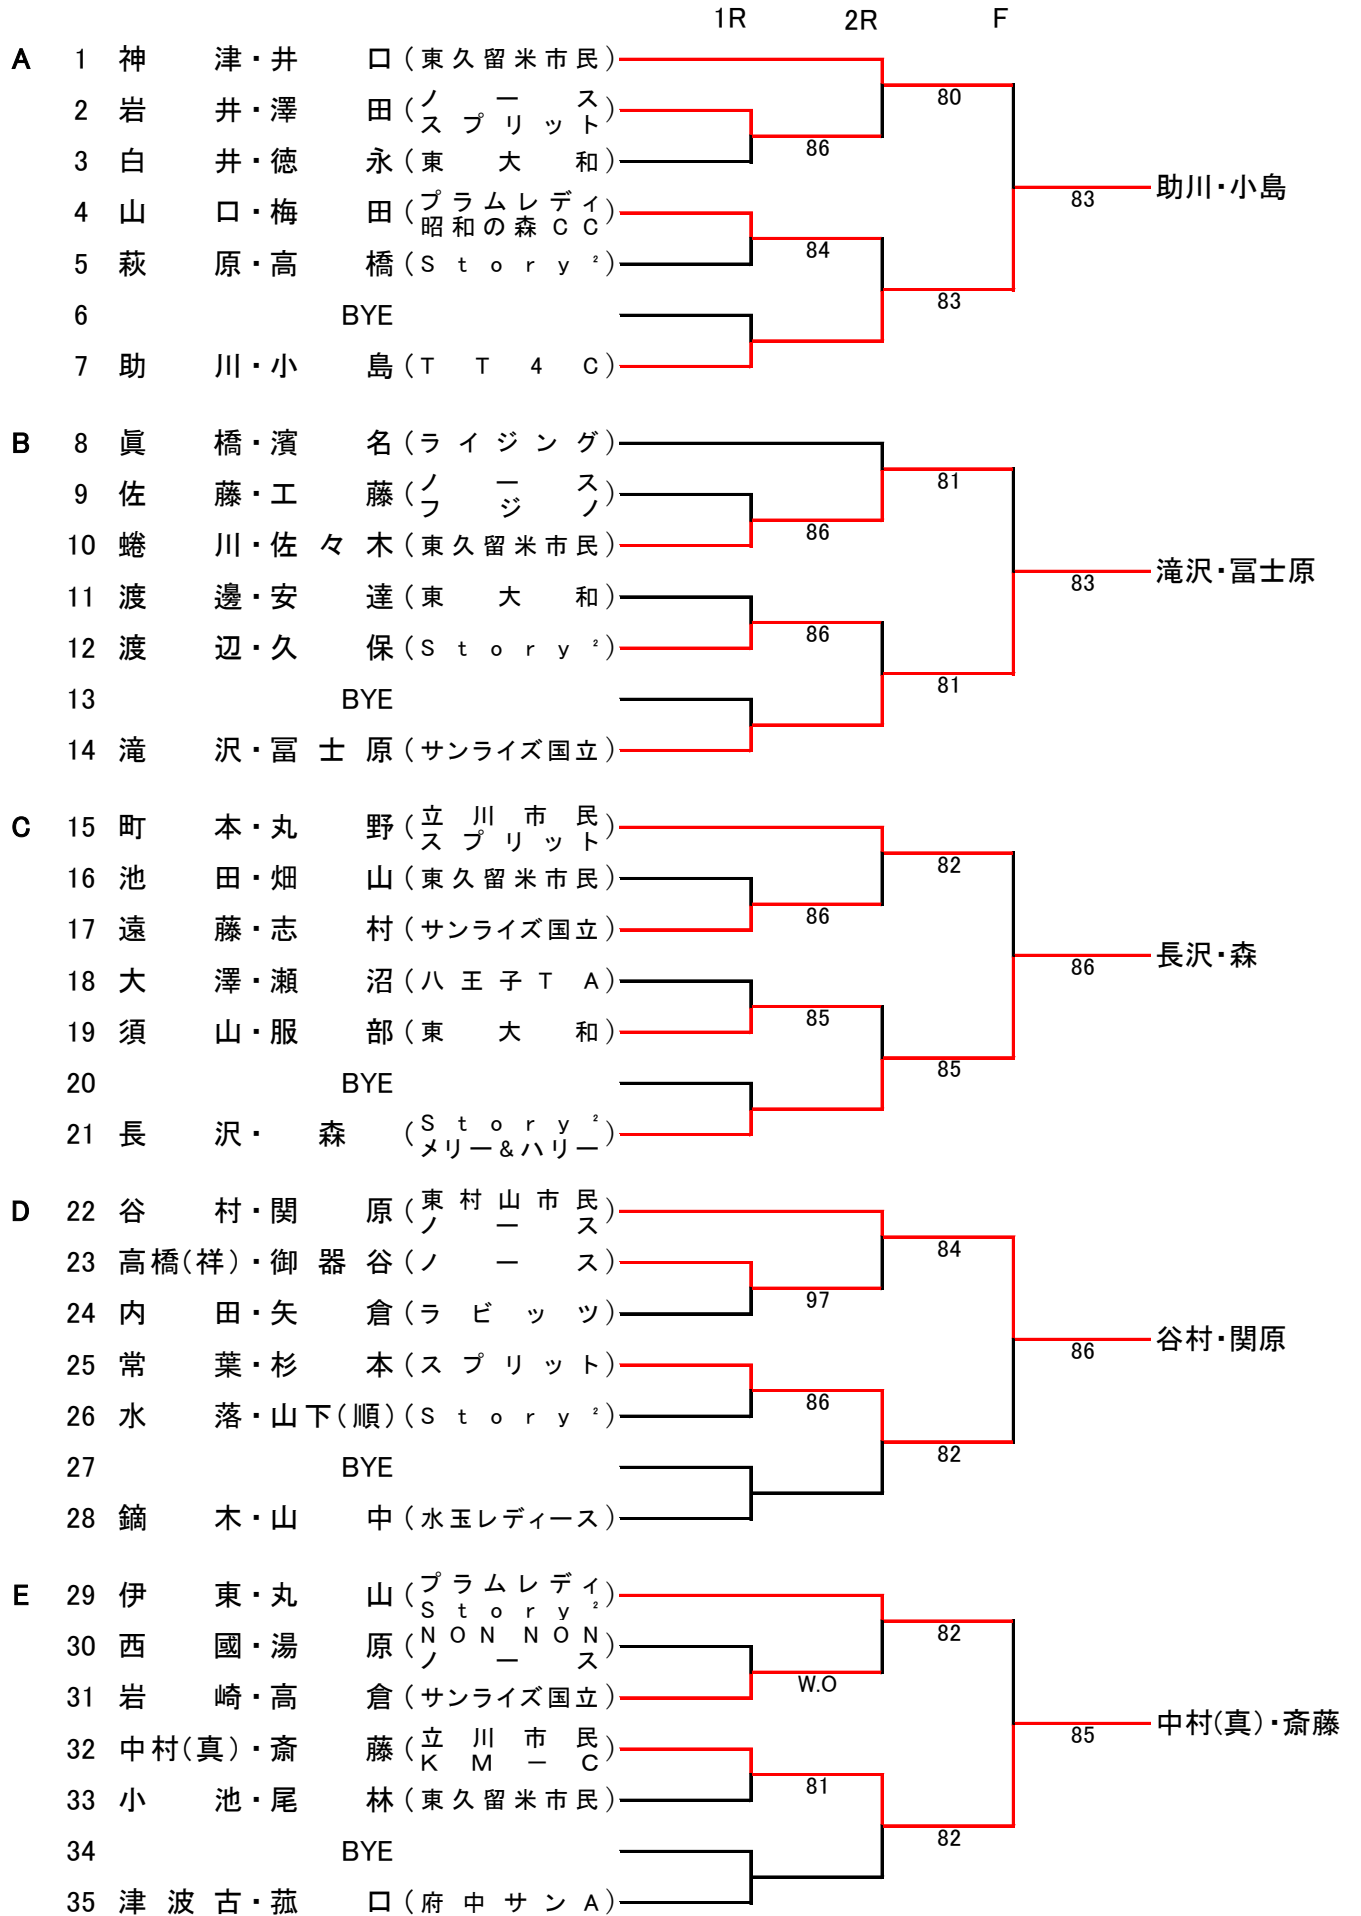 1R 2R F
A 1 神津・井口(東久留米市民)
80
2 岩井・澤田(ノース スプリット)
86
3 白井・徳永(東大和)
83 助川・小島
4 山口・梅田(プラムレディ 昭和の森CC)
84
5 萩原・高橋(Story²)
83
6 BYE
7 助川・小島(TT4C)
B 8 眞橋・濱名(ライジング)
81
9 佐藤・工藤(ノース フジノ)
86
10 蜷川・佐々木(東久留米市民)
83 滝沢・冨士原
11 渡邊・安達(東大和)
86
12 渡辺・久保(Story²)
81
13 BYE
14 滝沢・冨士原(サンライズ国立)
C 15 町本・丸野(立川市民 スプリット)
82
16 池田・畑山(東久留米市民)
86
17 遠藤・志村(サンライズ国立)
86 長沢・森
18 大澤・瀬沼(八王子TA)
85
19 須山・服部(東大和)
85
20 BYE
21 長沢・森(Story² メリー&ハリー)
D 22 谷村・関原(東村山市民 ノース)
84
23 高橋(祥)・御器谷(ノース)
97
24 内田・矢倉(ラビッツ)
86 谷村・関原
25 常葉・杉本(スプリット)
86
26 水落・山下(順)(Story²)
82
27 BYE
28 鏑木・山中(水玉レディース)
E 29 伊東・丸山(プラムレディ Story²)
82
30 西國・湯原(NON NON ノース)
W.O
31 岩崎・高倉(サンライズ国立)
85 中村(真)・斎藤
32 中村(真)・斎藤(立川市民 KM-C)
81
33 小池・尾林(東久留米市民)
82
34 BYE
35 津波古・菰口(府中サンA)